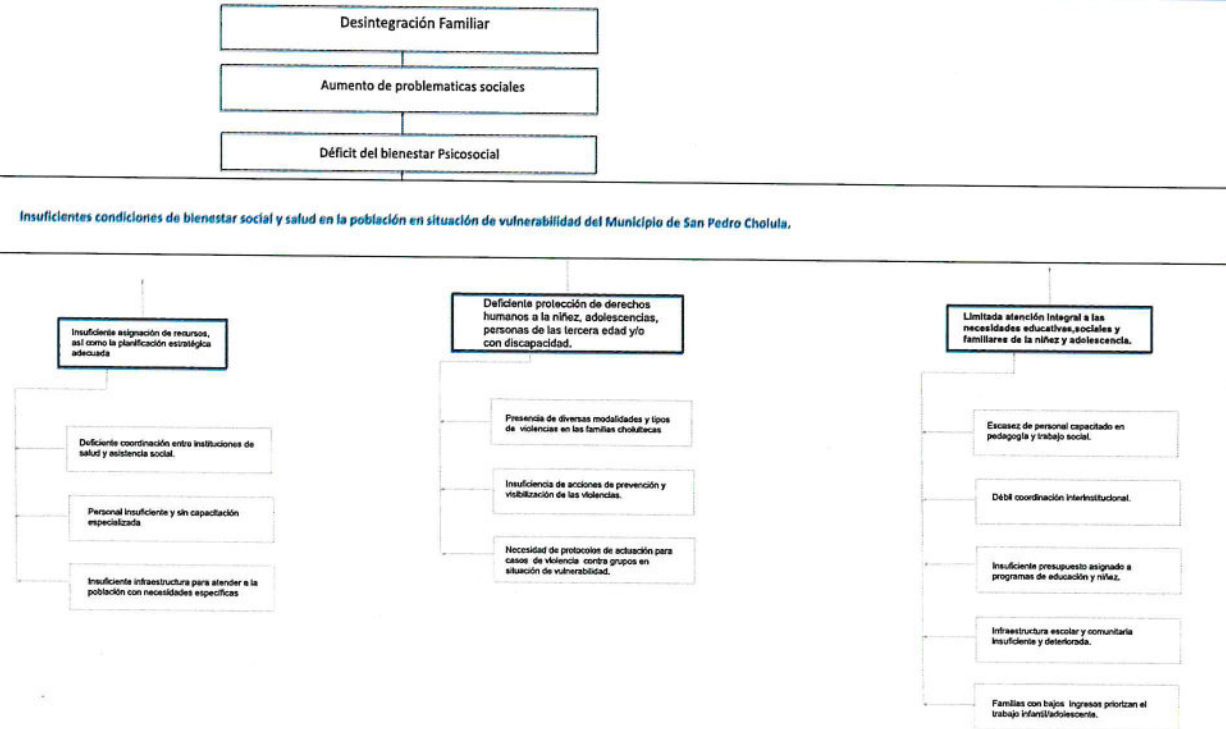 Desintegración Familiar
Aumento de problematicas sociales
Déficit del bienestar Psicosocial
Insuficientes condiciones de bienestar social y salud en la población en situación de vulnerabilidad del Municipio de San Pedro Cholula.
Insuficiente asignación de recursos,
así como la planificación estratégica
adecuada
Deficiente coordinación entre instituciones de
salud y asistencia social.
Personal insuficiente y sin capacitación
especializada
Insuficiente infraestructura para atender a la
población con necesidades específicas
Deficiente protección de derechos
humanos a la niñez, adolescencias,
personas de las tercera edad y/o
con discapacidad.
Presencia de diversas modalidades y tipos
de violencias en las familias cholultecas
Insuficiencia de acciones de prevención y
visibilización de las violencias.
Necesidad de protocolos de actuación para
casos de violencia contra grupos en
situación de vulnerabilidad.
Limitada atención integral a las
necesidades educativas,sociales y
familiares de la niñez y adolescencia.
Escasez de personal capacitado en
pedagogía y trabajo social.
Débil coordinación interinstitucional.
Insuficiente presupuesto asignado a
programas de educación y niñez.
Infraestructura escolar y comunitaria
insuficiente y deteriorada.
Familias con bajos ingresos priorizan el
trabajo infantil/adolescente.